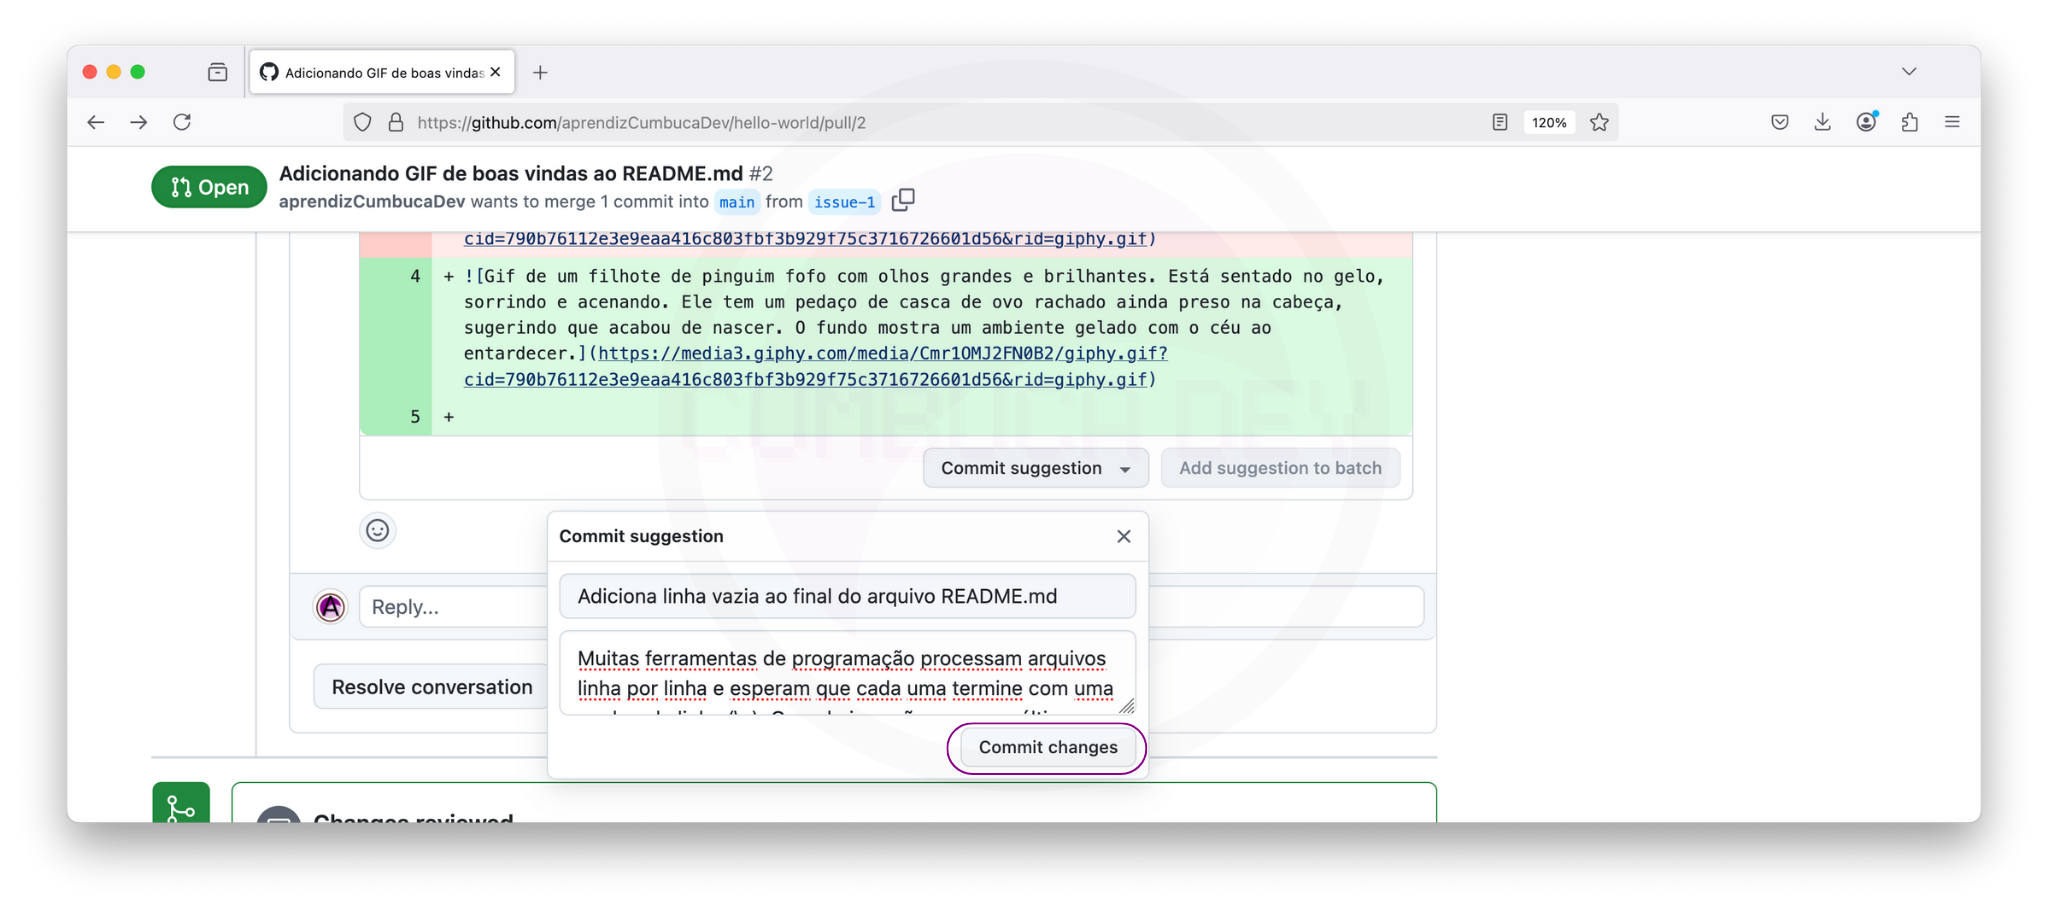 Adicionando GIF de boas vindas
https://github.com/aprendizCumbucaDev/hello-world/pull/2
120%
Open
Adicionando GIF de boas vindas ao README.md #2
aprendizCumbucaDev wants to merge 1 commit into main from issue-1
cid=790b76112e3e9eaa416c803fbf3b929f75c3716726601d56&rid=giphy.gif)
4 + ![Gif de um filhote de pinguim fofo com olhos grandes e brilhantes. Está sentado no gelo,
sorrindo e acenando. Ele tem um pedaço de casca de ovo rachado ainda preso na cabeça,
sugerindo que acabou de nascer. O fundo mostra um ambiente gelado com o céu ao
entardecer.](https://media3.giphy.com/media/Cmr1OMJ2FN0B2/giphy.gif?
cid=790b76112e3e9eaa416c803fbf3b929f75c3716726601d56&rid=giphy.gif)
5 +
CUMBUCA DEV
Commit suggestion
Add suggestion to batch
Commit suggestion
Adiciona linha vazia ao final do arquivo README.md
Reply...
Muitas ferramentas de programação processam arquivos
linha por linha e esperam que cada uma termine com uma
Resolve conversation
Commit changes
Changes reviewed